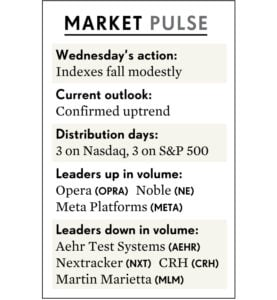 MARKET PULSE
Wednesday's action:
Indexes fall modestly
Current outlook:
Confirmed uptrend
Distribution days:
3 on Nasdaq, 3 on S&P 500
Leaders up in volume:
Opera (OPRA) Noble (NE)
Meta Platforms (META)
Leaders down in volume:
Aehr Test Systems (AEHR)
Nextracker (NXT) CRH (CRH)
Martin Marietta (MLM)